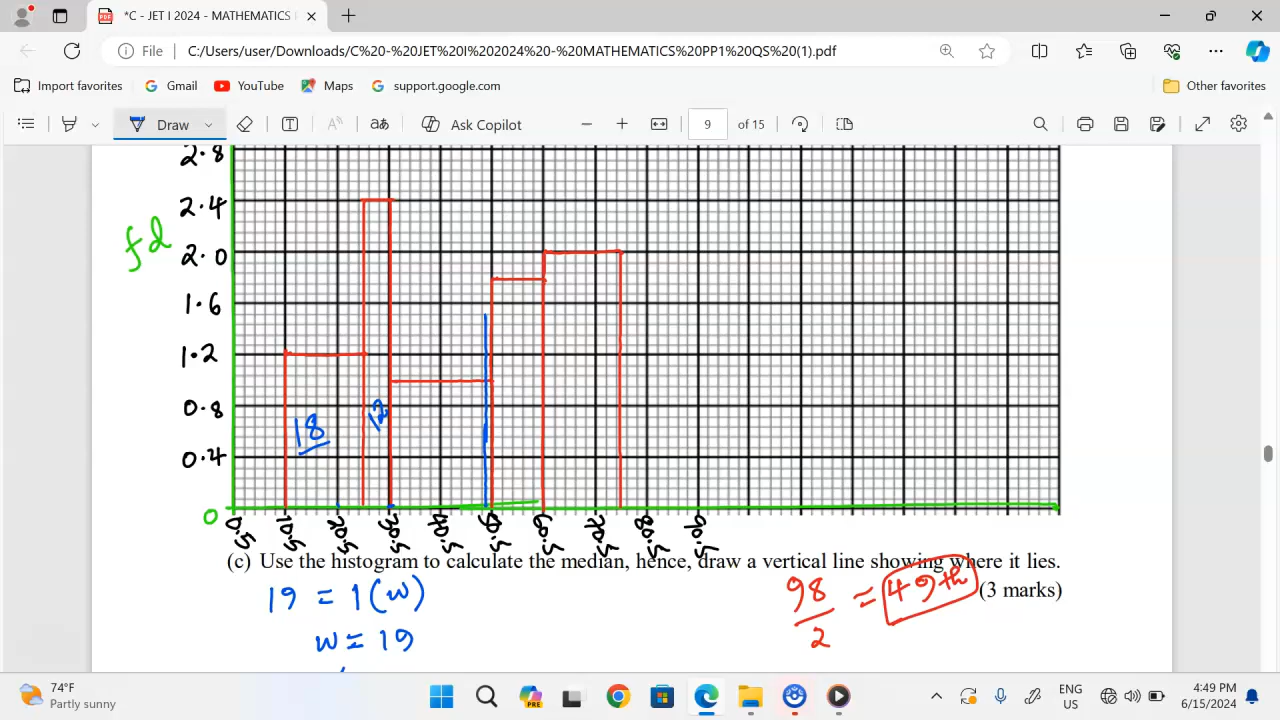 *C - JET I 2024 - MATHEMATICS
File C:/Users/user/Downloads/C%20-%20JET%20I%202024%20-%20MATHEMATICS%20PP1%20QS%20(1).pdf
Import favorites Gmail YouTube Maps support.google.com Other favorites
Draw Ask Copilot 9 of 15
2.8
2.4
fd
2.0
1.6
1.2
0.8
0.4
0
18
12
0.5 10.5 20.5 30.5 40.5 50.5 60.5 70.5 80.5 90.5
(c) Use the histogram to calculate the median, hence, draw a vertical line showing where it lies.
(3 marks)
19 = 1(w)
w = 19
98/2 = 49th
74°F
Partly sunny
PRE
ENG
US
4:49 PM
6/15/2024